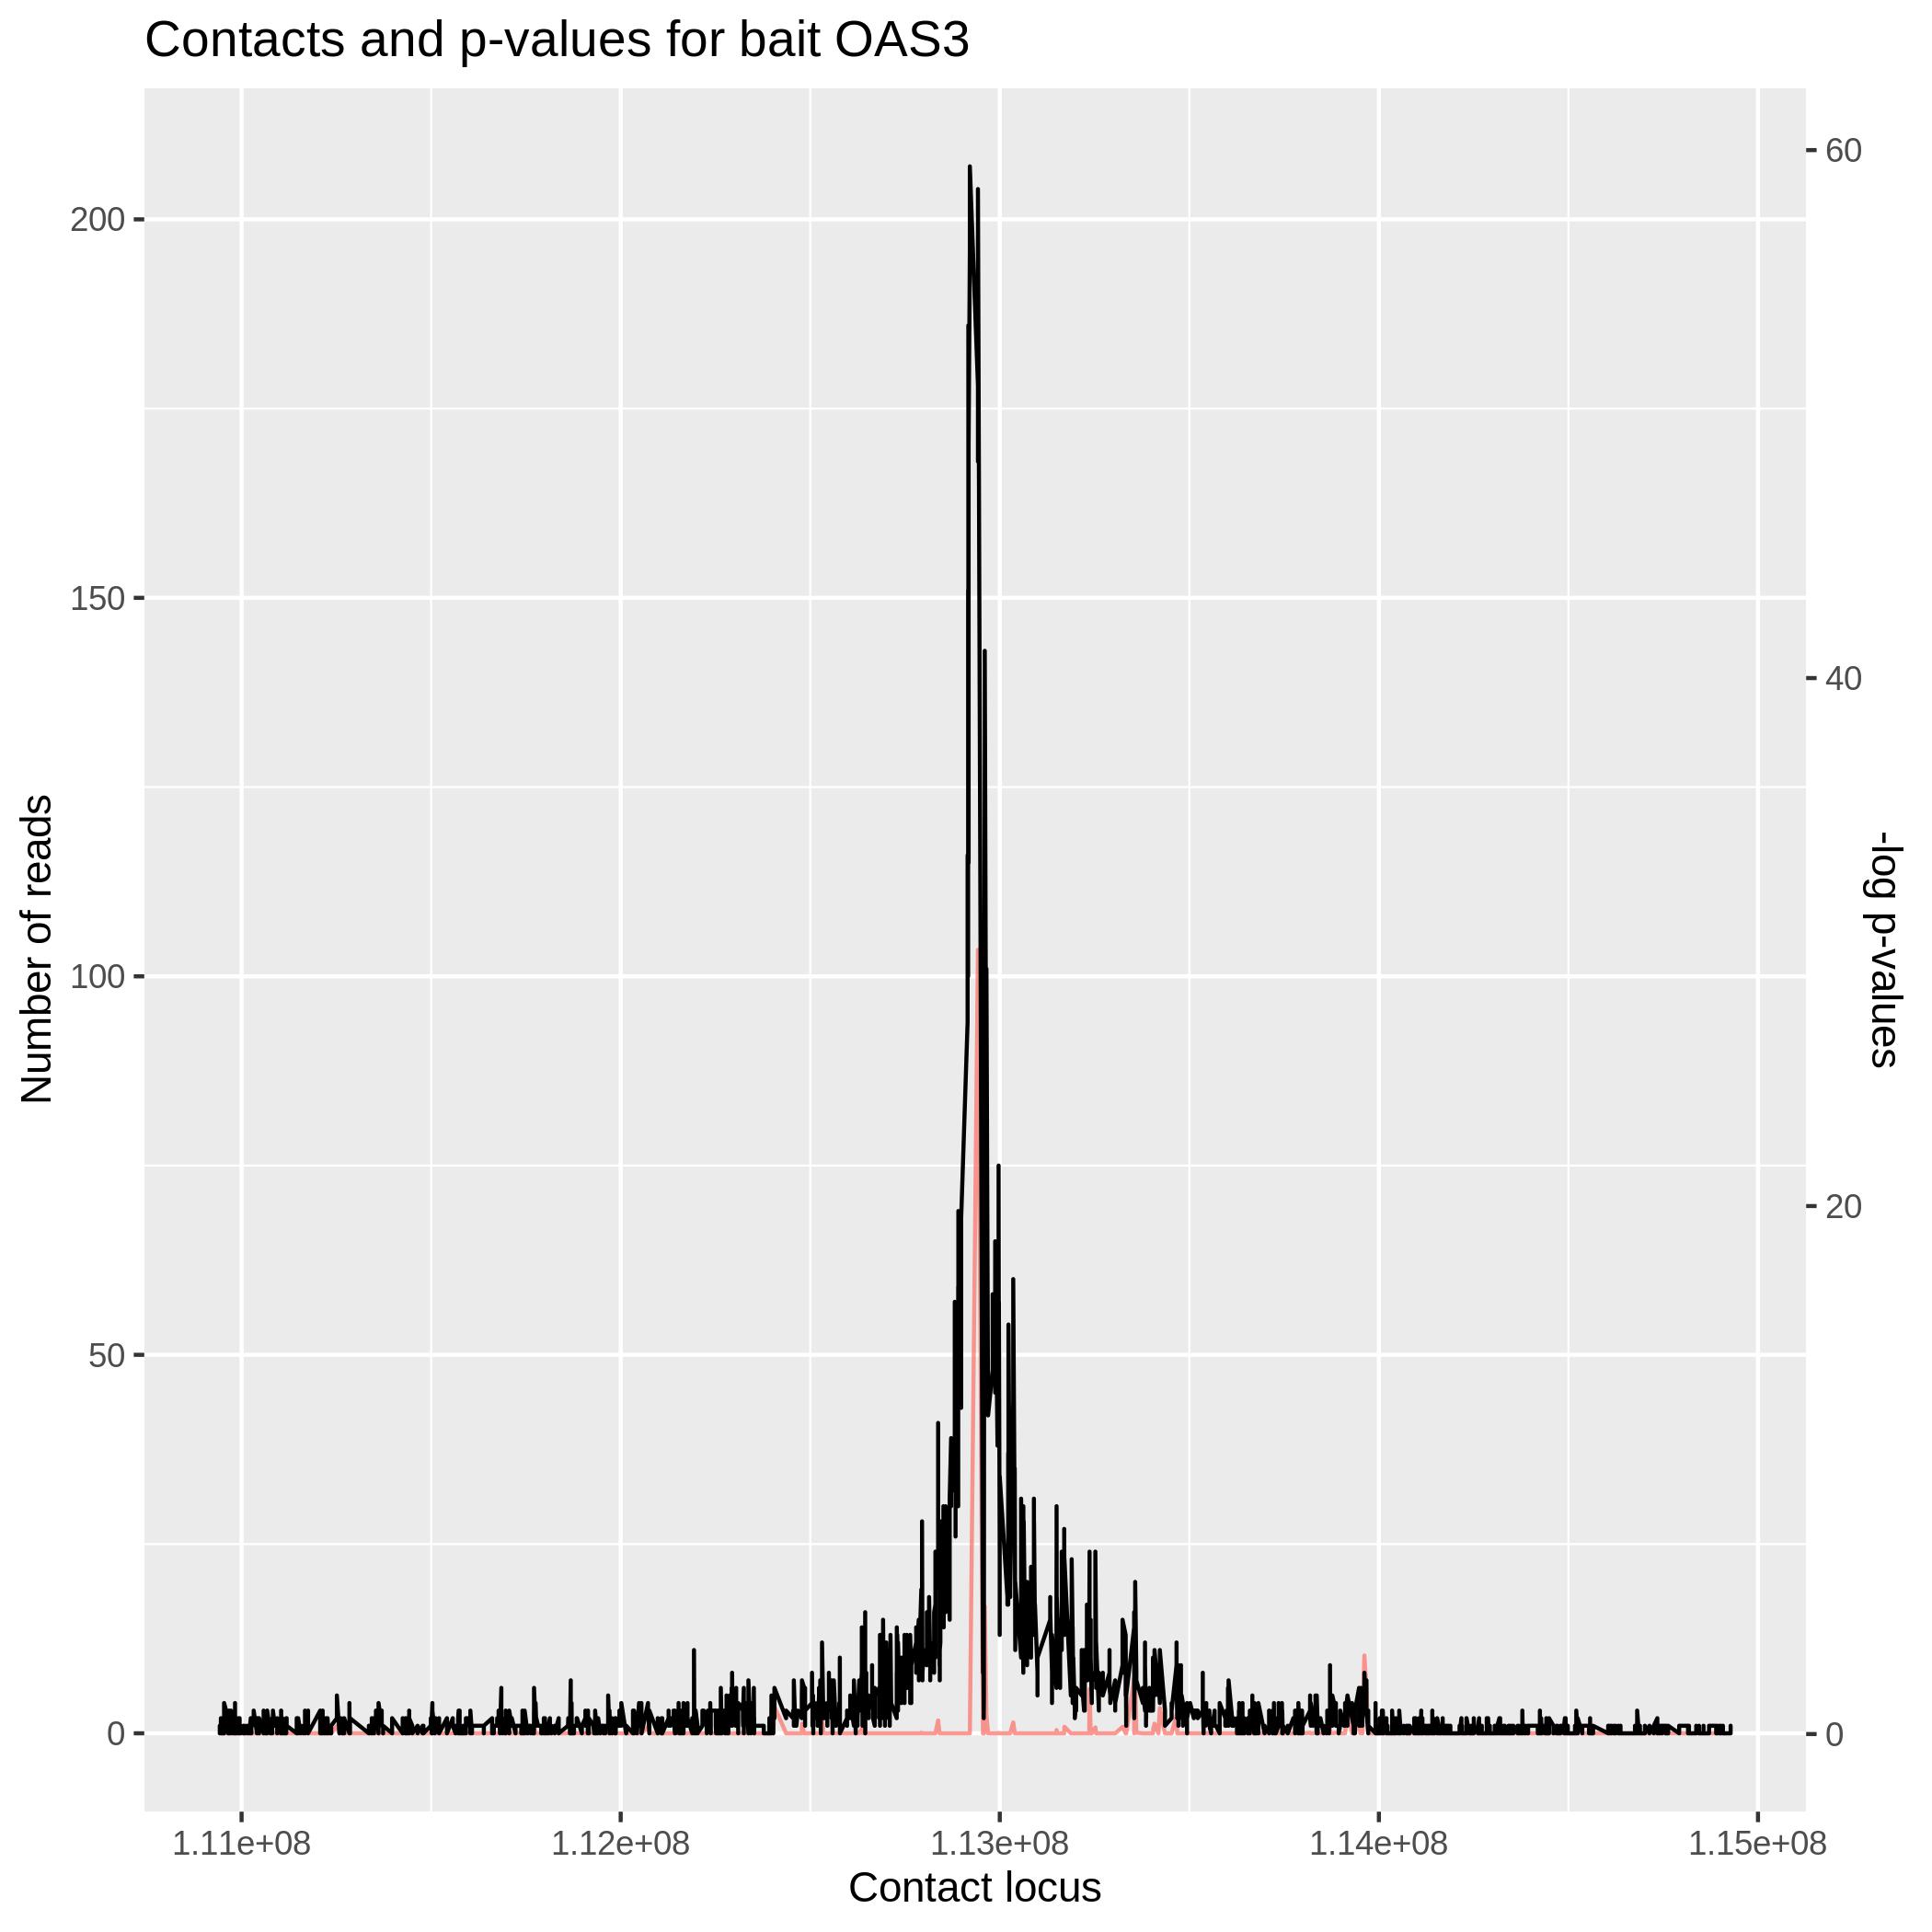 Contacts and p-values for bait OAS3
200
150
100
50
0
Number of reads
60
40
20
0
-log p-values
1.11e+08
1.12e+08
1.13e+08
1.14e+08
1.15e+08
Contact locus